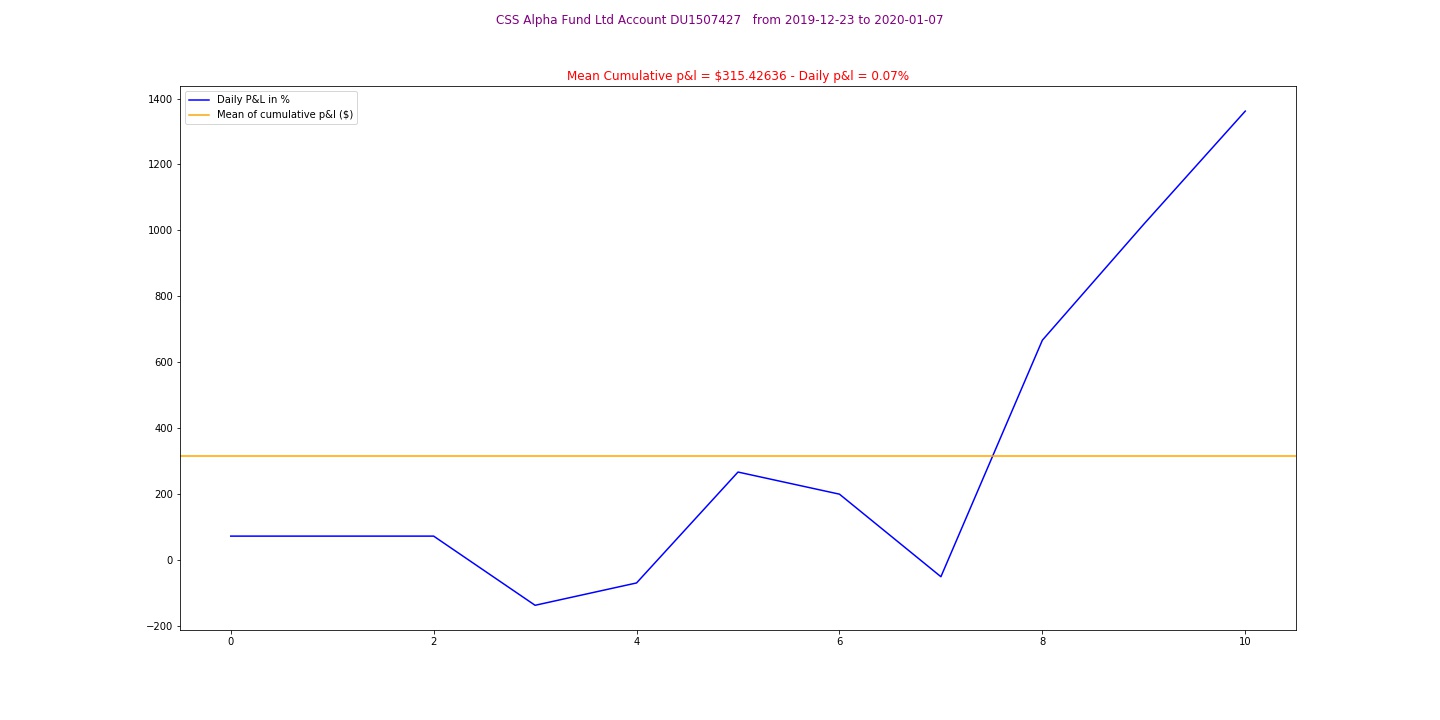 CSS Alpha Fund Ltd Account DU1507427   from 2019-12-23 to 2020-01-07
Mean Cumulative p&l = $315.42636 - Daily p&l = 0.07%
Daily P&L in %
Mean of cumulative p&l ($)
1400
1200
1000
800
600
400
200
0
−200
0 2 4 6 8 10